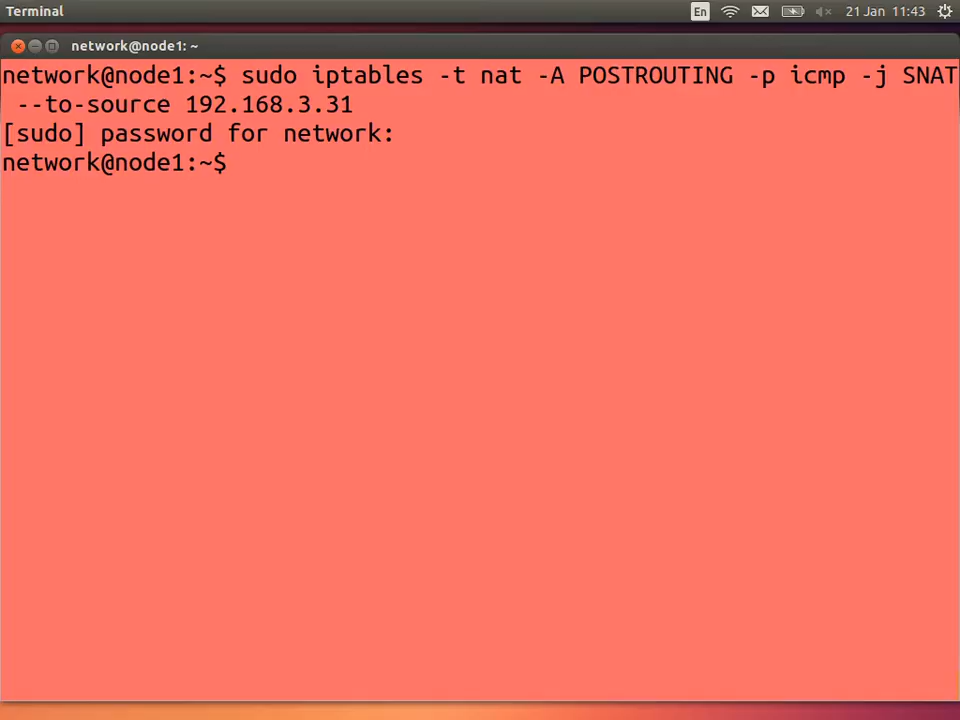 Terminal
En
21 Jan 11:43
network@node1: ~
network@node1:~$ sudo iptables -t nat -A POSTROUTING -p icmp -j SNAT
--to-source 192.168.3.31
[sudo] password for network:
network@node1:~$